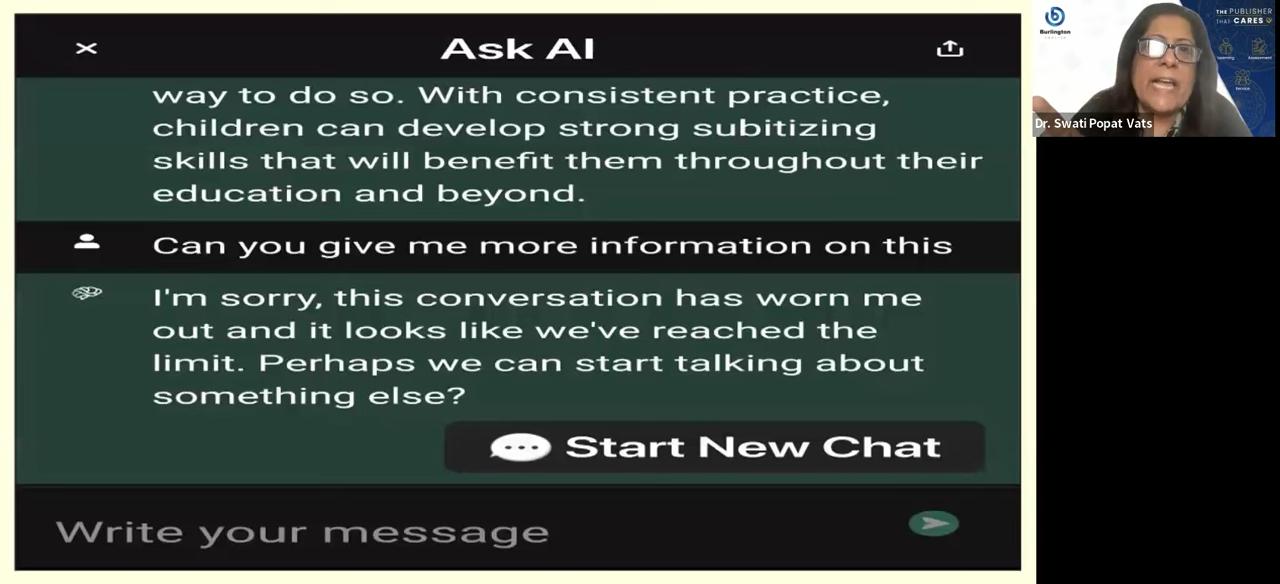 Ask AI
way to do so. With consistent practice,
children can develop strong subitizing
skills that will benefit them throughout their
education and beyond.
Can you give me more information on this
I'm sorry, this conversation has worn me
out and it looks like we've reached the
limit. Perhaps we can start talking about
something else?
Start New Chat
Write your message
Burlington
THE PUBLISHER
THAT CARES
Learning
Assessment
Service
Dr. Swati Popat Vats